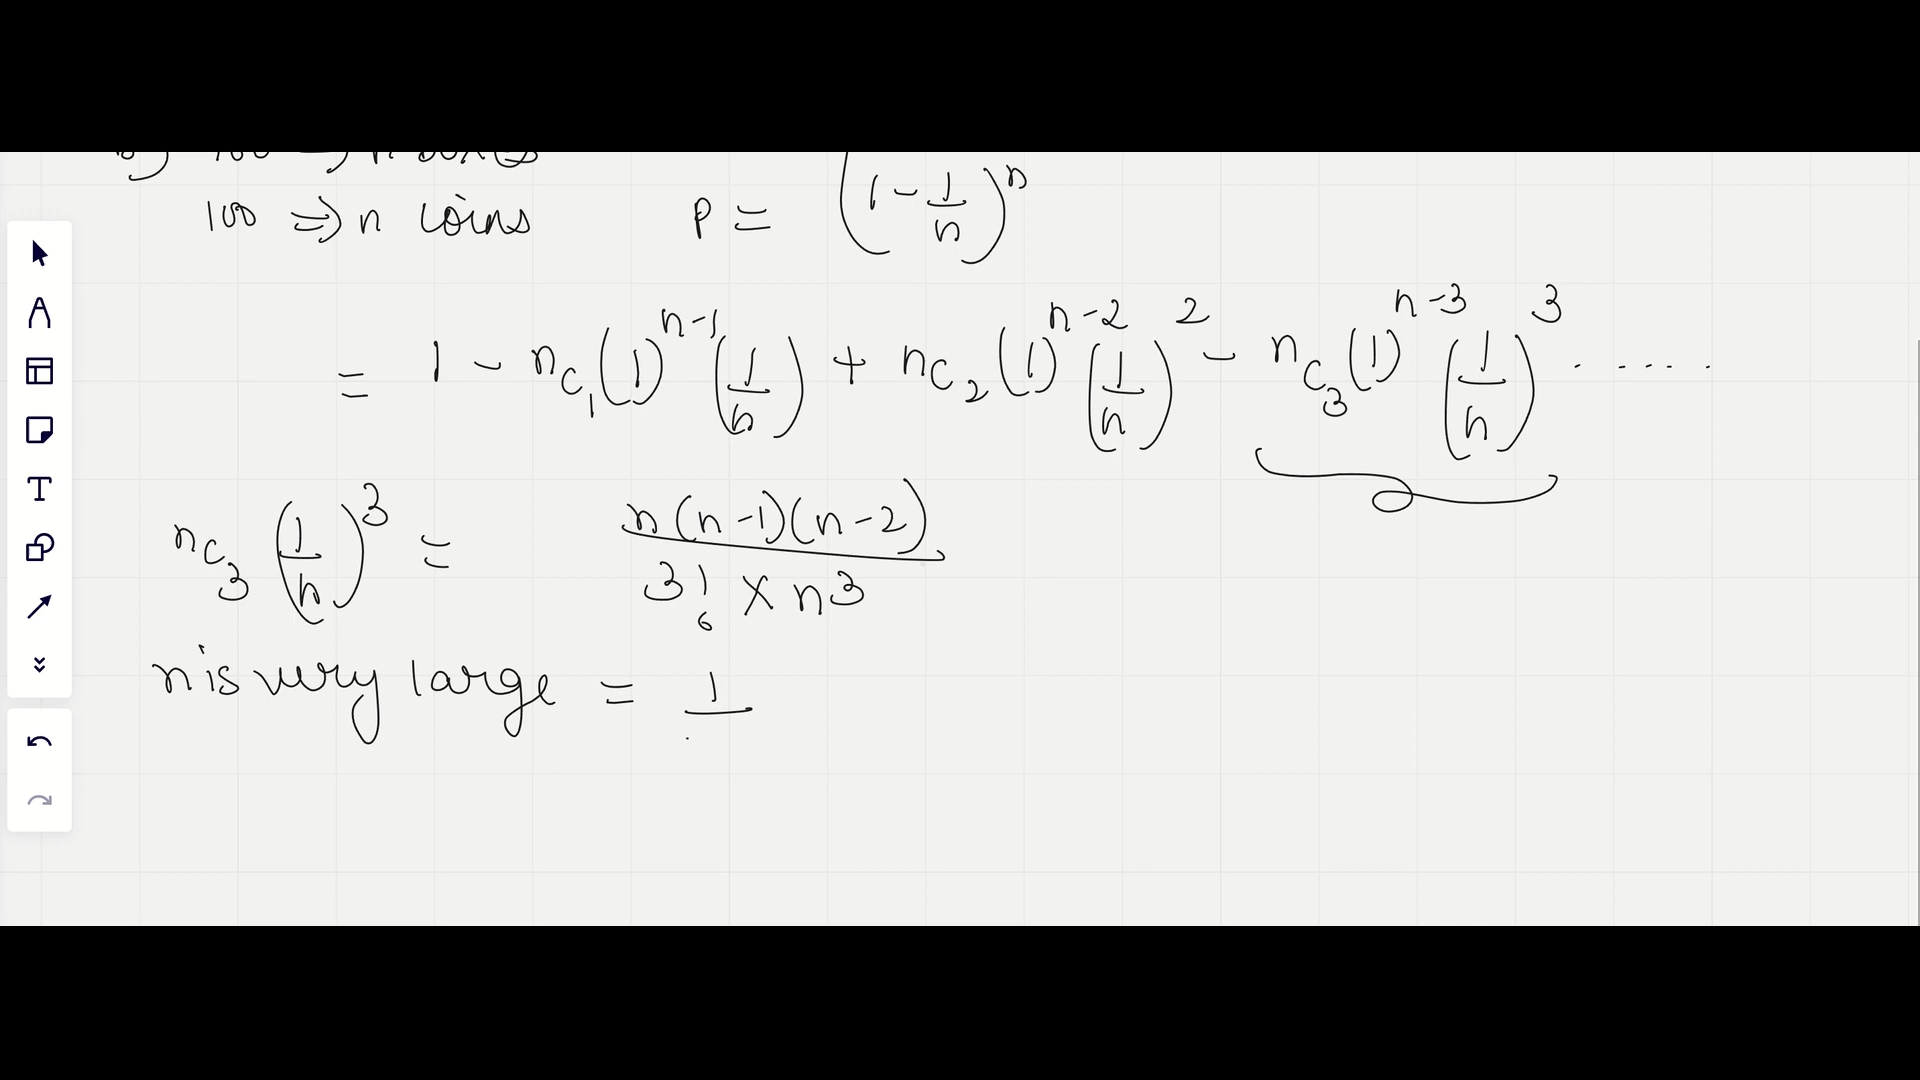 100 ⇒ n coins P = (1 - 1/n)^n
= 1 - nC₁(1)^(n-1) (1/n) + nC₂(1)^(n-2) (1/n)² - nC₃(1)^(n-3) (1/n)³ . . . . . .
nC₃ (1/n)³ = n(n-1)(n-2) / 3! × n3
6
n is very large = 1/
T